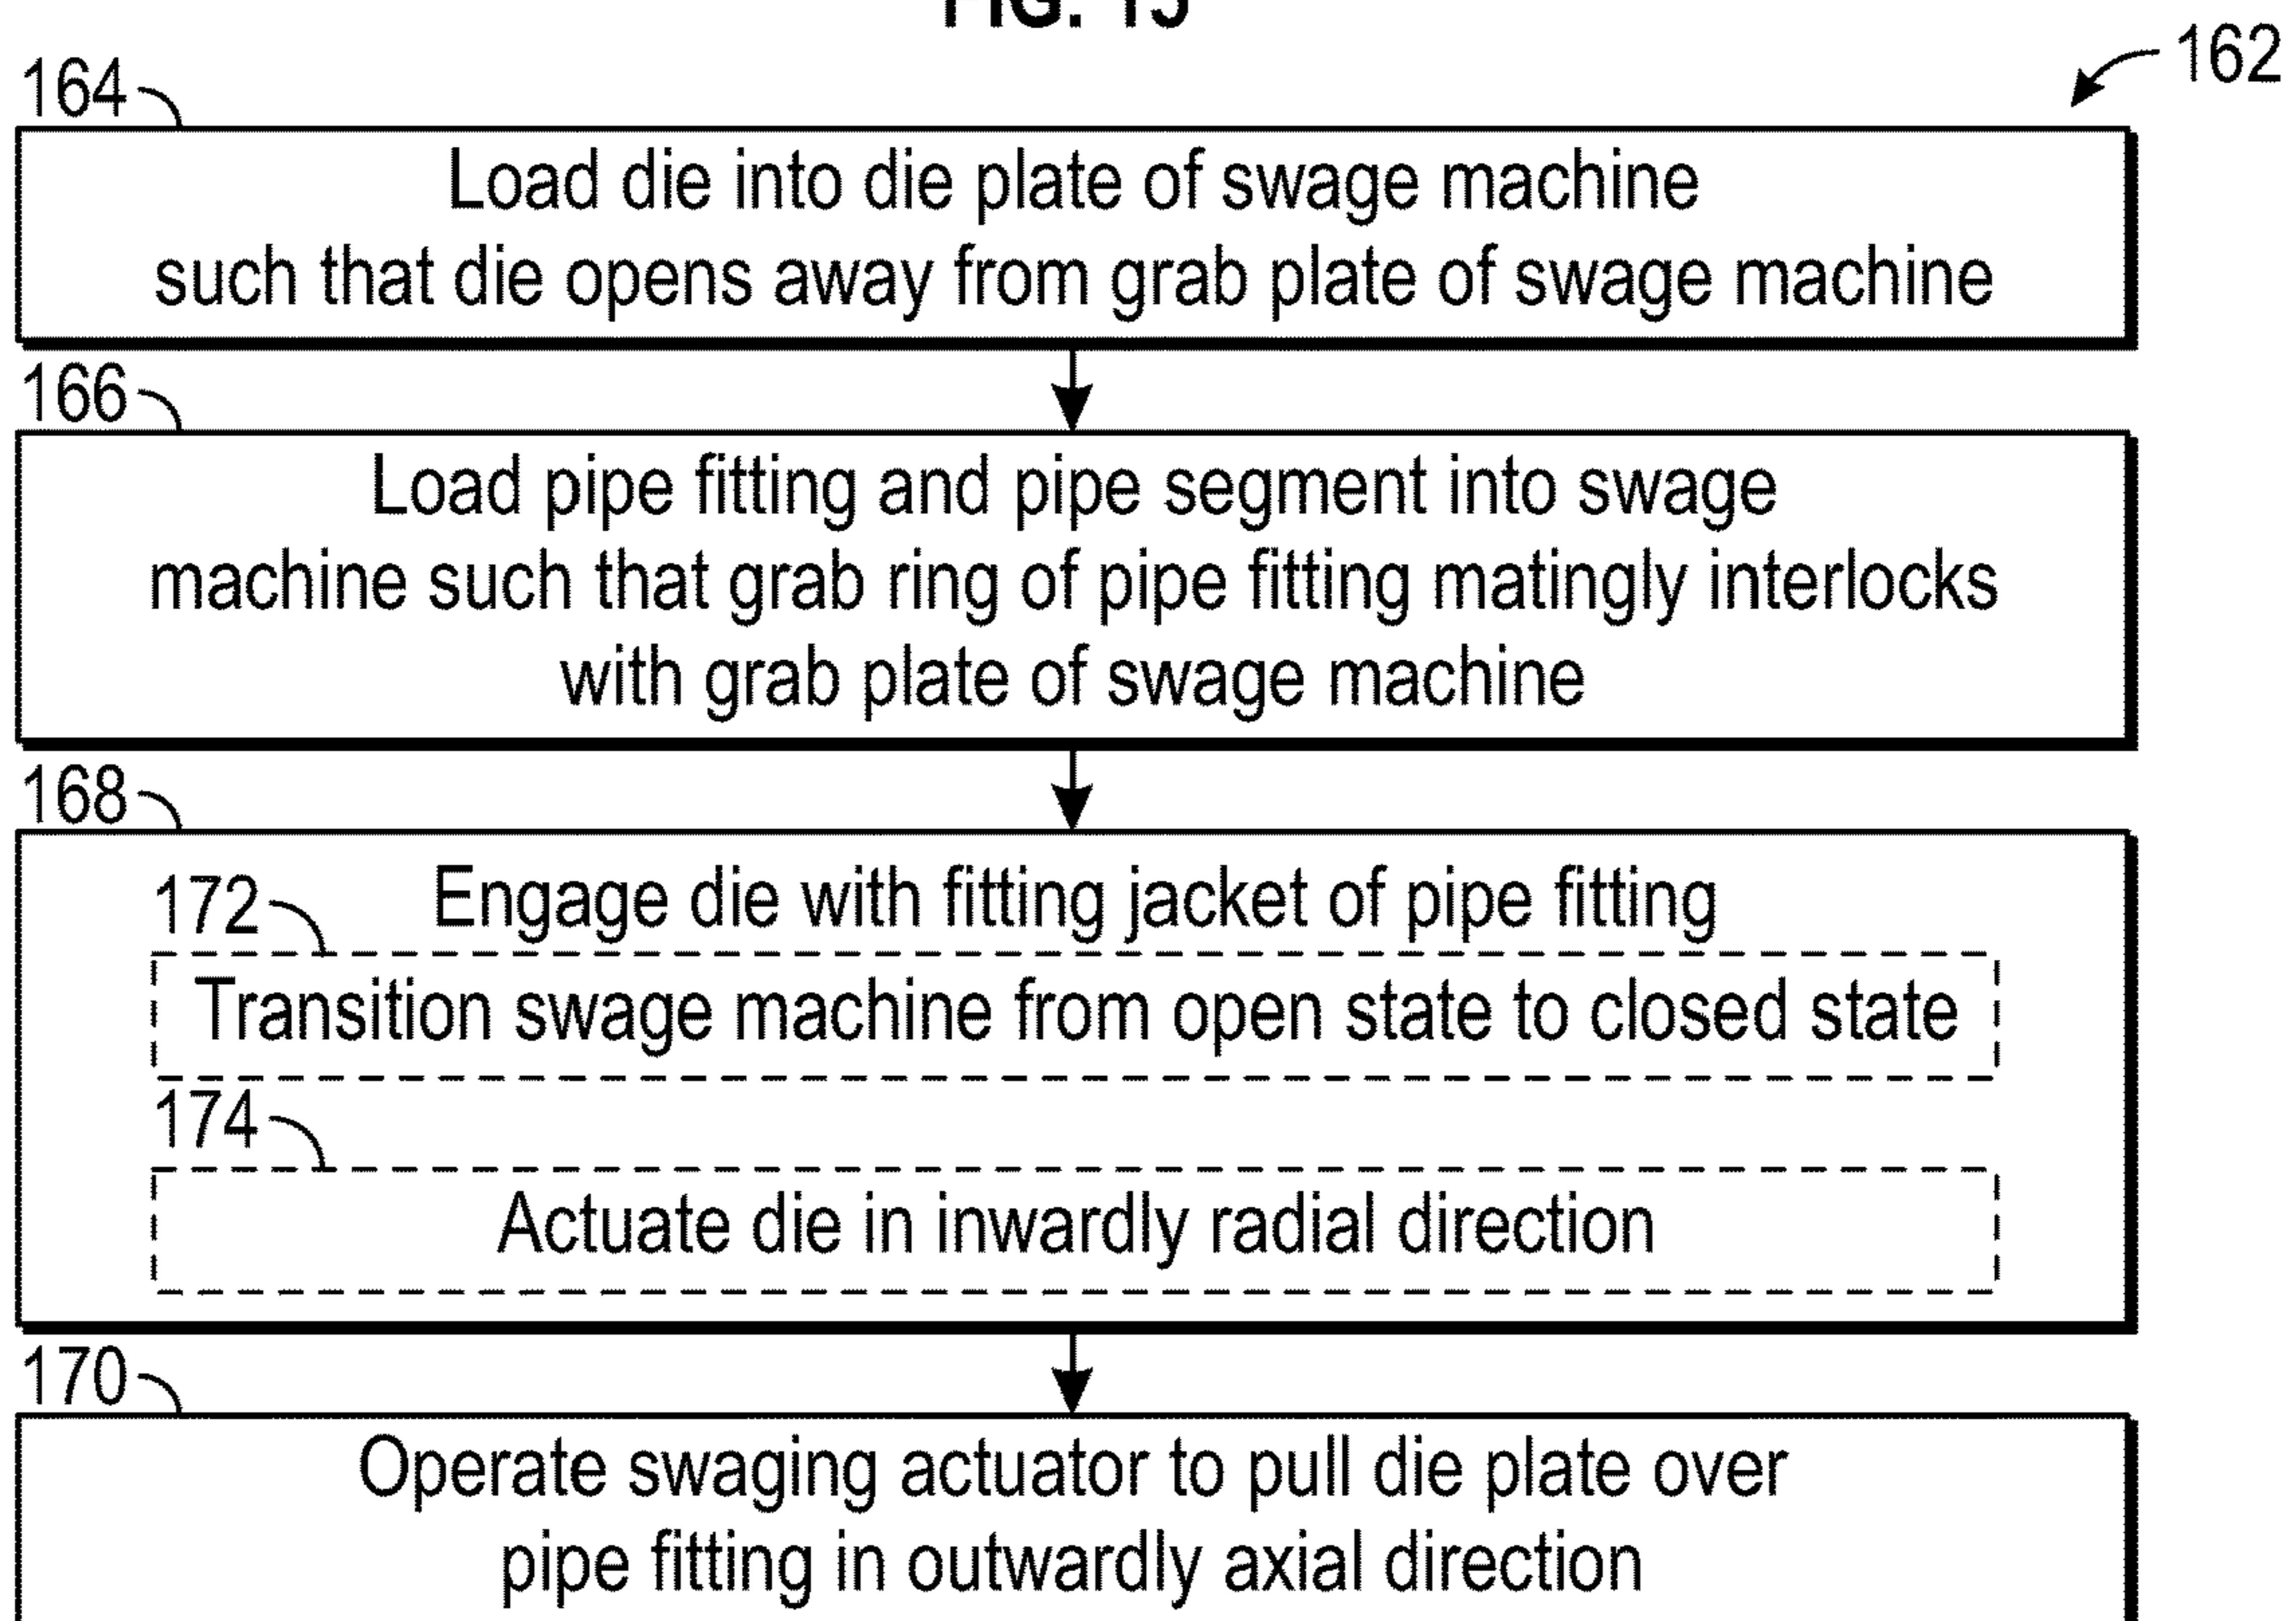 162
164
Load die into die plate of swage machine
such that die opens away from grab plate of swage machine
166
Load pipe fitting and pipe segment into swage
machine such that grab ring of pipe fitting matingly interlocks
with grab plate of swage machine
168
Engage die with fitting jacket of pipe fitting
172
Transition swage machine from open state to closed state
174
Actuate die in inwardly radial direction
170
Operate swaging actuator to pull die plate over
pipe fitting in outwardly axial direction